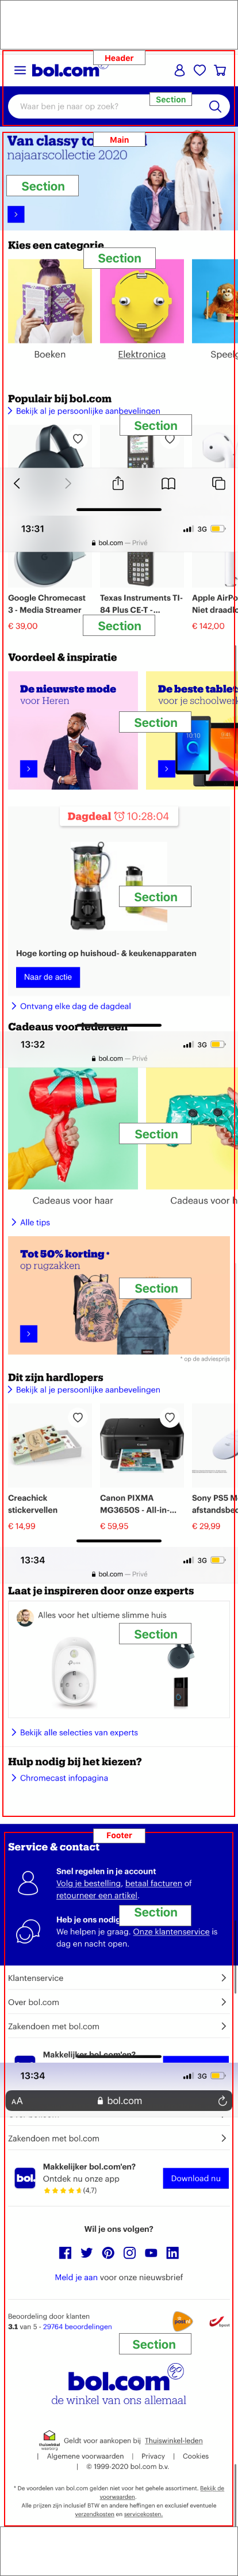 Header
bol.com
Section
Waar ben je naar op zoek?
Main
Van classy to
najaarscollectie 2020
Section
Kies een categorie
Section
Boeken
Elektronica
Speelg
Populair bij bol.com
Bekijk al je persoonlijke aanbevelingen
Section
13:31
3G
bol.com — Privé
Google Chromecast
3 - Media Streamer
Texas Instruments TI-
84 Plus CE-T -...
Apple AirPo
Niet draadlo
€ 39,00
€ 142,00
Section
Voordeel & inspiratie
De nieuwste mode
voor Heren
De beste tablet
voor je schoolwerk
Section
Dagdeal 10:28:04
Section
Hoge korting op huishoud- & keukenapparaten
Naar de actie
Ontvang elke dag de dagdeal
Cadeaus voor iedereen
13:32
3G
bol.com — Privé
Section
Cadeaus voor haar
Cadeaus voor h
Alle tips
Tot 50% korting*
op rugzakken
Section
* op de adviesprijs
Dit zijn hardlopers
Bekijk al je persoonlijke aanbevelingen
Creachick
stickervellen
Canon PIXMA
MG3650S - All-in-...
Sony PS5 M
afstandsbed
€ 14,99
€ 59,95
€ 29,99
13:34
3G
bol.com — Privé
Laat je inspireren door onze experts
Alles voor het ultieme slimme huis
Section
Bekijk alle selecties van experts
Hulp nodig bij het kiezen?
Chromecast infopagina
Footer
Service & contact
Snel regelen in je account
Volg je bestelling, betaal facturen of
retourneer een artikel.
Heb je ons nodig
Section
We helpen je graag. Onze klantenservice is
dag en nacht open.
Klantenservice
Over bol.com
Zakendoen met bol.com
Makkelijker bol.com'en?
13:34
3G
AA
bol.com
Zakendoen met bol.com
bol.
Makkelijker bol.com'en?
Ontdek nu onze app
(4,7)
Download nu
Wil je ons volgen?
Meld je aan voor onze nieuwsbrief
Beoordeling door klanten
3.1 van 5 - 29764 beoordelingen
Section
bol.com
de winkel van ons allemaal
Geldt voor aankopen bij Thuiswinkel-leden
| Algemene voorwaarden | Privacy | Cookies
| © 1999-2020 bol.com b.v.
* De voordelen van bol.com gelden niet voor het gehele assortiment. Bekijk de
voorwaarden.
Alle prijzen zijn inclusief BTW en andere heffingen en exclusief eventuele
verzendkosten en servicekosten.